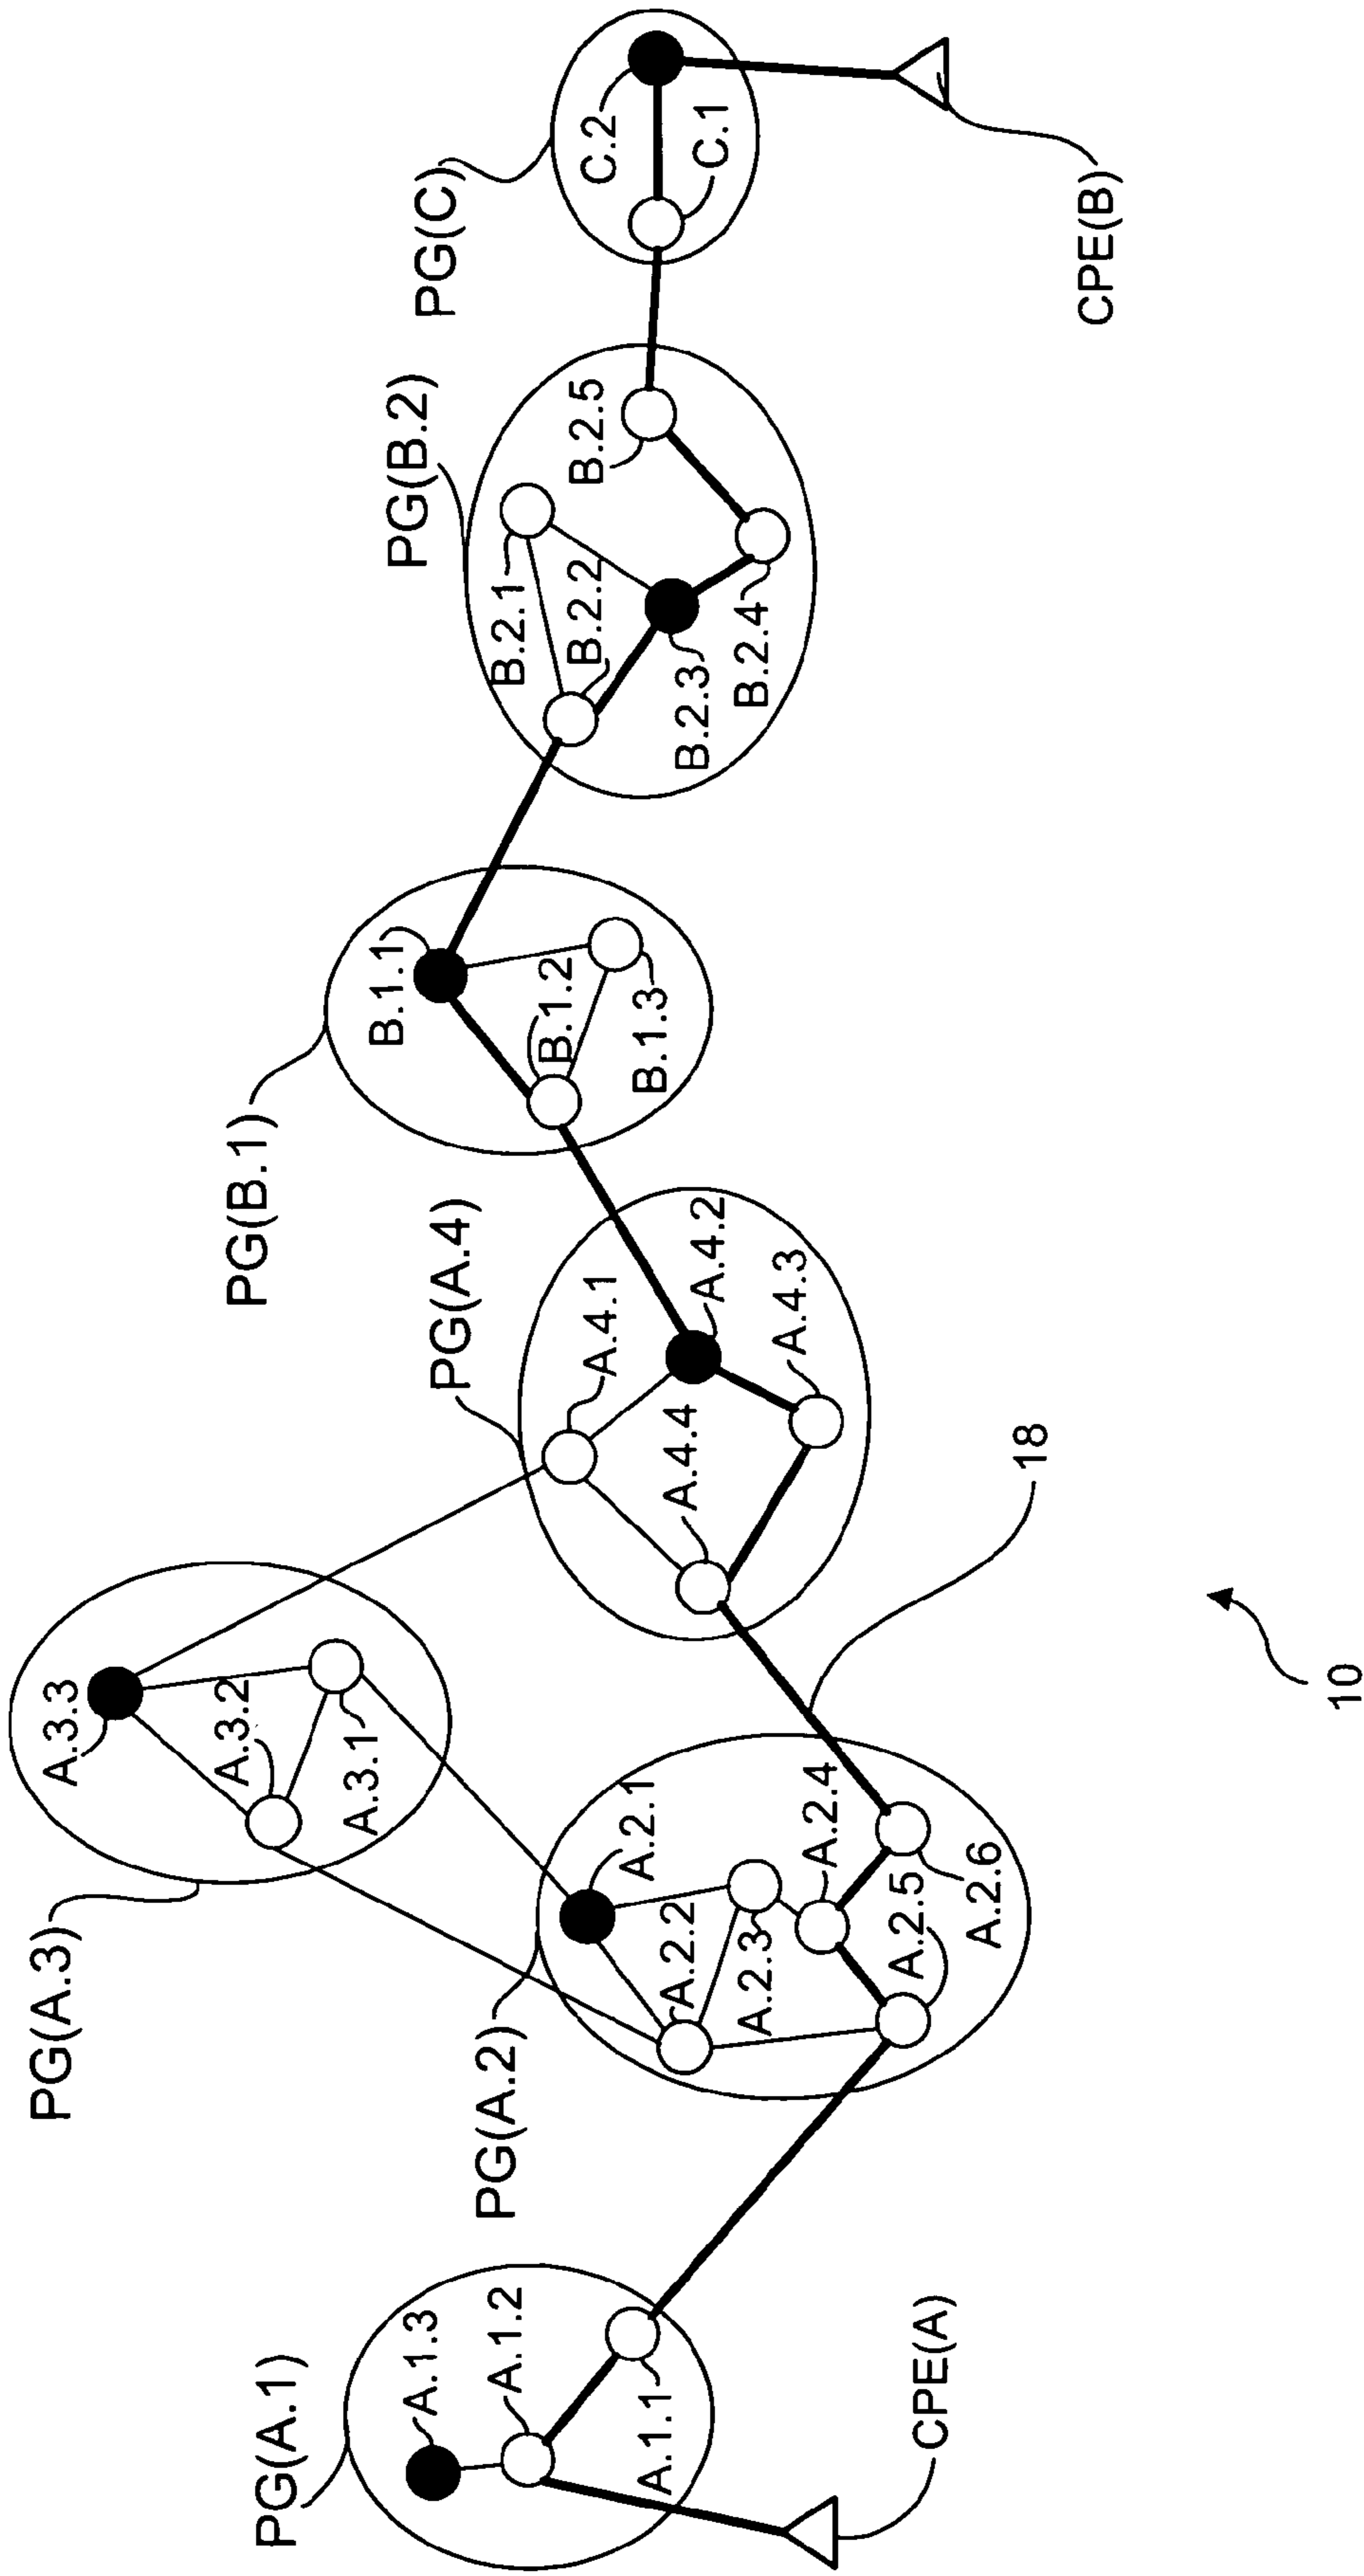 PG(A.1)
A.1.3
A.1.2
A.1.1
CPE(A)
PG(A.2)
A.2.1
A.2.2
A.2.3
A.2.4
A.2.5
A.2.6
PG(A.3)
A.3.3
A.3.2
A.3.1
18
PG(A.4)
A.4.1
A.4.4
A.4.2
A.4.3
PG(B.1)
B.1.1
B.1.2
B.1.3
PG(B.2)
B.2.1
B.2.2
B.2.3
B.2.4
B.2.5
PG(C)
C.2
C.1
CPE(B)
10